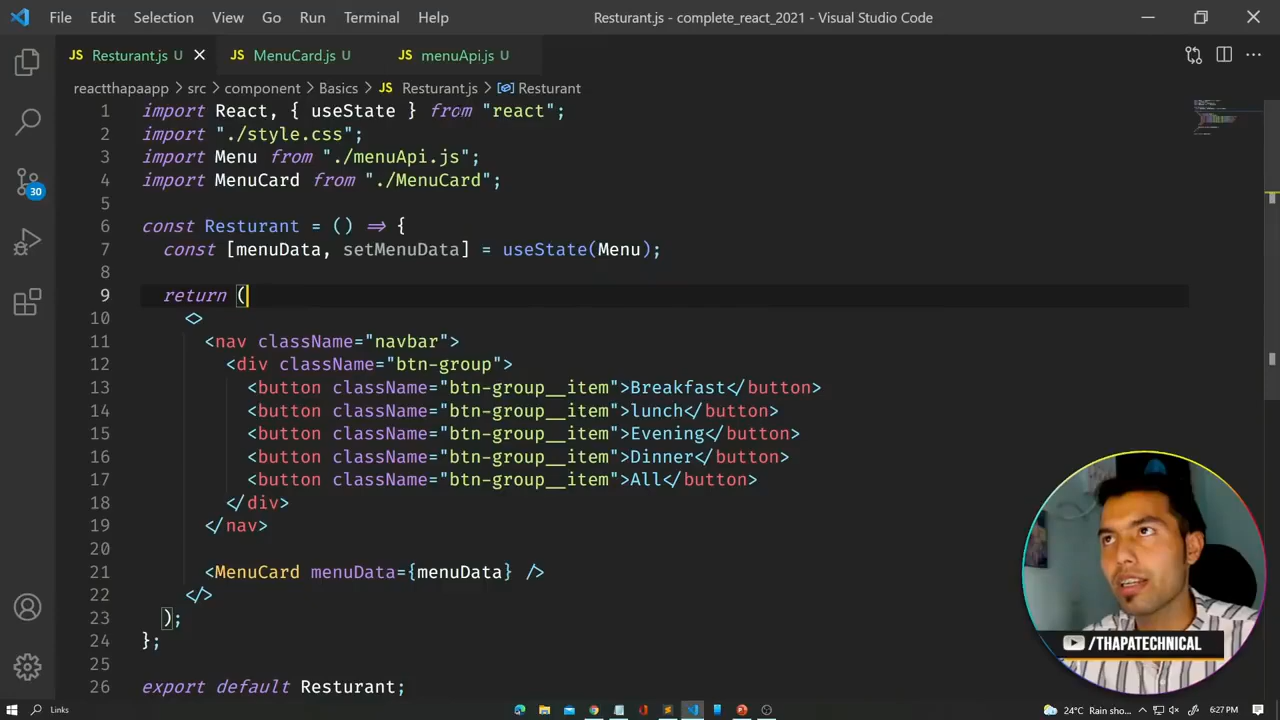 File Edit Selection View Go Run Terminal Help Resturant.js - complete_react_2021 - Visual Studio Code
JS Resturant.js U JS MenuCard.js U JS menuApi.js U
reactthapaapp > src > component > Basics > JS Resturant.js > Resturant
1 import React, { useState } from "react";
2 import "./style.css";
3 import Menu from "./menuApi.js";
4 import MenuCard from "./MenuCard";
5
6 const Resturant = () => {
7 const [menuData, setMenuData] = useState(Menu);
8
9 return (
10 <>
11 <nav className="navbar">
12 <div className="btn-group">
13 <button className="btn-group__item">Breakfast</button>
14 <button className="btn-group__item">lunch</button>
15 <button className="btn-group__item">Evening</button>
16 <button className="btn-group__item">Dinner</button>
17 <button className="btn-group__item">All</button>
18 </div>
19 </nav>
20
21 <MenuCard menuData={menuData} />
22 </>
23 );
24 };
25
26 export default Resturant;
30
/THAPATECHNICAL
Links 24°C Rain sho... 6:27 PM